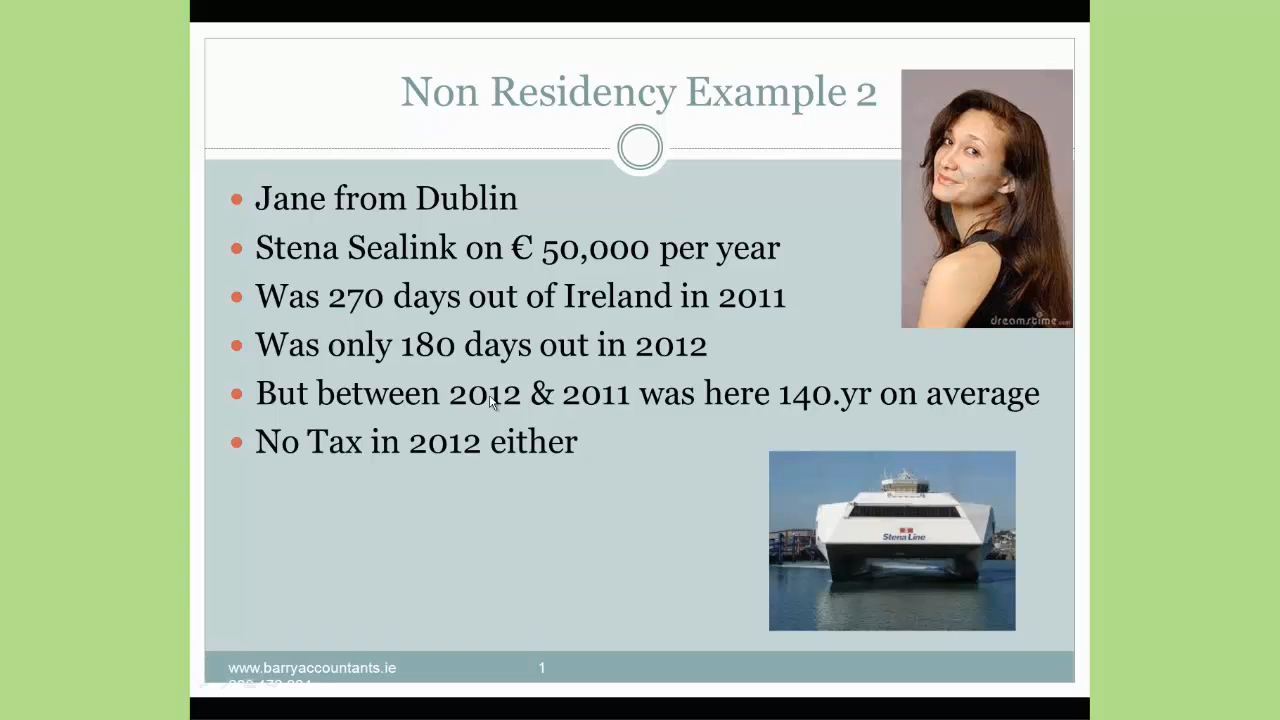 Non Residency Example 2
Jane from Dublin
Stena Sealink on € 50,000 per year
Was 270 days out of Ireland in 2011
Was only 180 days out in 2012
But between 2012 & 2011 was here 140.yr on average
No Tax in 2012 either
dreamstime.com
Stena Line
www.barryaccountants.ie
1